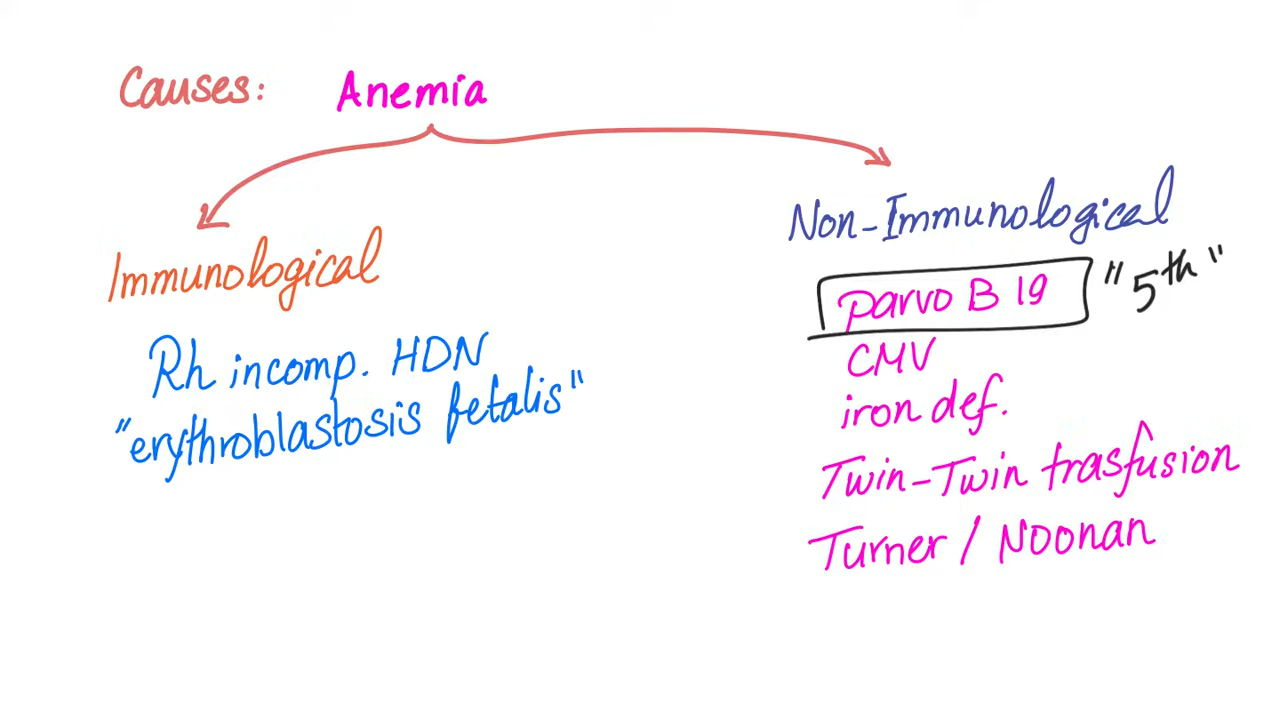 Causes: Anemia
Immunological
Rh incomp. HDN
"erythroblastosis fetalis"
Non-Immunological
parvo B 19 "5th"
CMV
iron def.
Twin-Twin trasfusion
Turner / Noonan